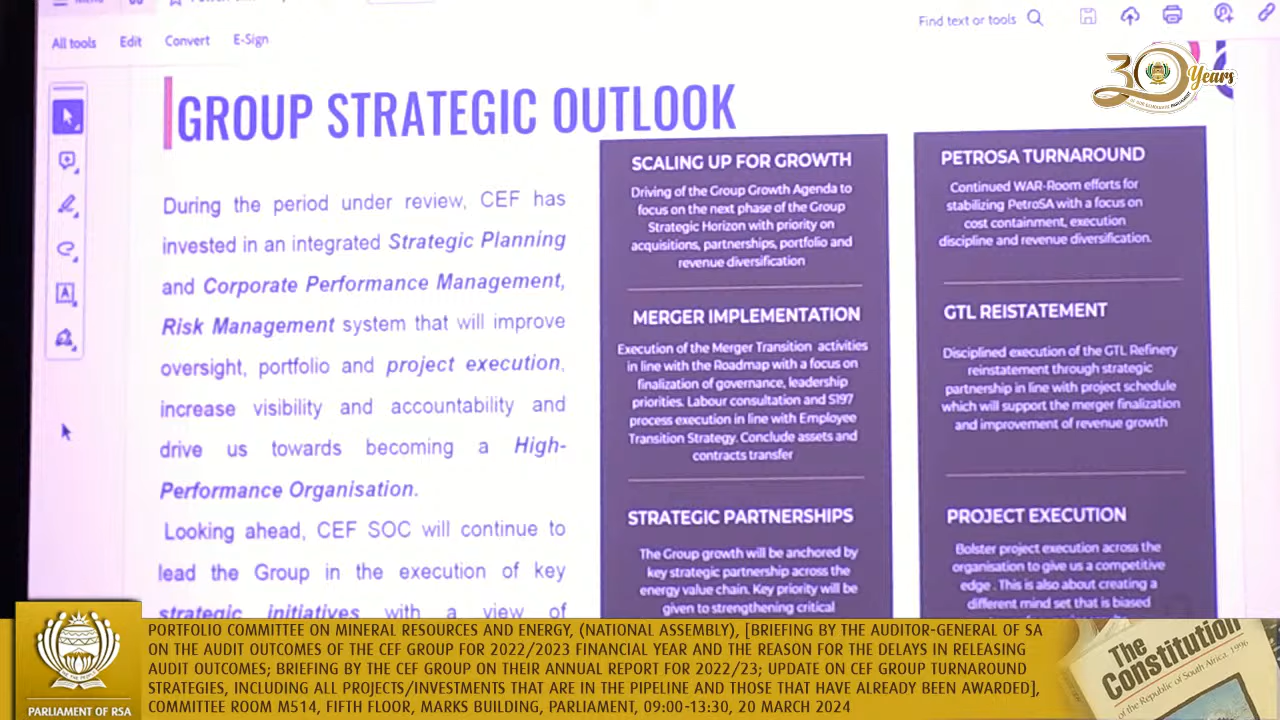 Find text or tools
All tools
Edit
Convert
E-Sign
30 Years
GROUP STRATEGIC OUTLOOK
During the period under review, CEF has
invested in an integrated Strategic Planning
and Corporate Performance Management,
Risk Management system that will improve
oversight, portfolio and project execution,
increase visibility and accountability and
drive us towards becoming a High-
Performance Organisation.
Looking ahead, CEF SOC will continue to
lead the Group in the execution of key
strategic initiatives with a view of
SCALING UP FOR GROWTH
Driving of the Group Growth Agenda to
focus on the next phase of the Group
Strategic Horizon with priority on
acquisitions, partnerships, portfolio and
revenue diversification
MERGER IMPLEMENTATION
Execution of the Merger Transition activities
in line with the Roadmap with a focus on
finalization of governance, leadership
priorities. Labour consultation and S197
process execution in line with Employee
Transition Strategy. Conclude assets and
contracts transfer
STRATEGIC PARTNERSHIPS
The Group growth will be anchored by
key strategic partnership across the
energy value chain. Key priority will be
given to strengthening critical
PETROSA TURNAROUND
Continued WAR-Room efforts for
stabilizing PetroSA with a focus on
cost containment, execution
discipline and revenue diversification.
GTL REISTATEMENT
Disciplined execution of the GTL Refinery
reinstatement through strategic
partnership in line with project schedule
which will support the merger finalization
and improvement of revenue growth
PROJECT EXECUTION
Bolster project execution across the
organisation to give us a competitive
edge . This is also about creating a
different mind set that is biased
PORTFOLIO COMMITTEE ON MINERAL RESOURCES AND ENERGY, (NATIONAL ASSEMBLY), [BRIEFING BY THE AUDITOR-GENERAL OF SA
ON THE AUDIT OUTCOMES OF THE CEF GROUP FOR 2022/2023 FINANCIAL YEAR AND THE REASON FOR THE DELAYS IN RELEASING
AUDIT OUTCOMES; BRIEFING BY THE CEF GROUP ON THEIR ANNUAL REPORT FOR 2022/23; UPDATE ON CEF GROUP TURNAROUND
STRATEGIES, INCLUDING ALL PROJECTS/INVESTMENTS THAT ARE IN THE PIPELINE AND THOSE THAT HAVE ALREADY BEEN AWARDED],
COMMITTEE ROOM M514, FIFTH FLOOR, MARKS BUILDING, PARLIAMENT, 09:00-13:30, 20 MARCH 2024
PARLIAMENT OF RSA
The
Constitution
of the Republic of South Africa, 1996